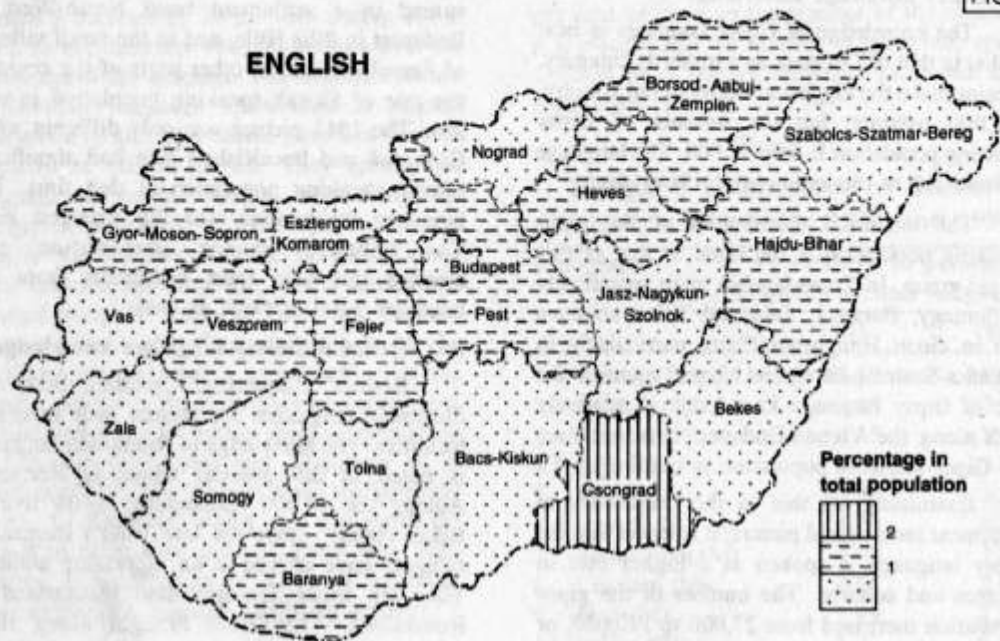 ENGLISH
Borsod-Aabuj-
Zemplen
Szabolcs-Szatmar-Bereg
Nograd
Heves
Gyor-Moson-Sopron
Esztergom-
Komarom
Hajdu-Bihar
Budapest
Pest
Jasz-Nagykun-
Szolnok
Vas
Veszprem
Fejer
Zala
Somogy
Tolna
Bacs-Kiskun
Bekes
Csongrad
Baranya
Percentage in
total population
2
1